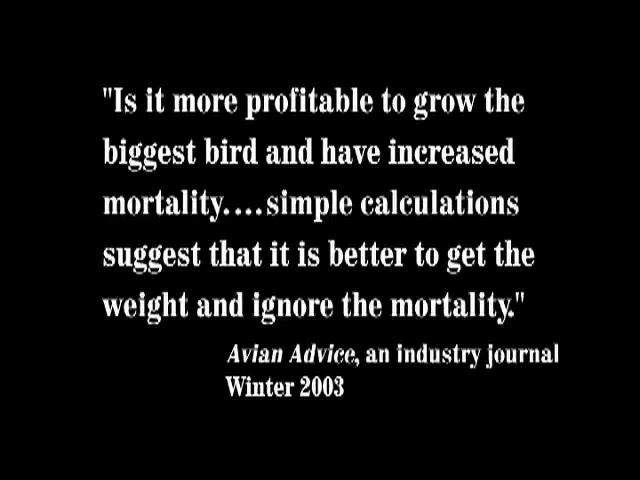 "Is it more profitable to grow the
biggest bird and have increased
mortality....simple calculations
suggest that it is better to get the
weight and ignore the mortality."
Avian Advice, an industry journal
Winter 2003